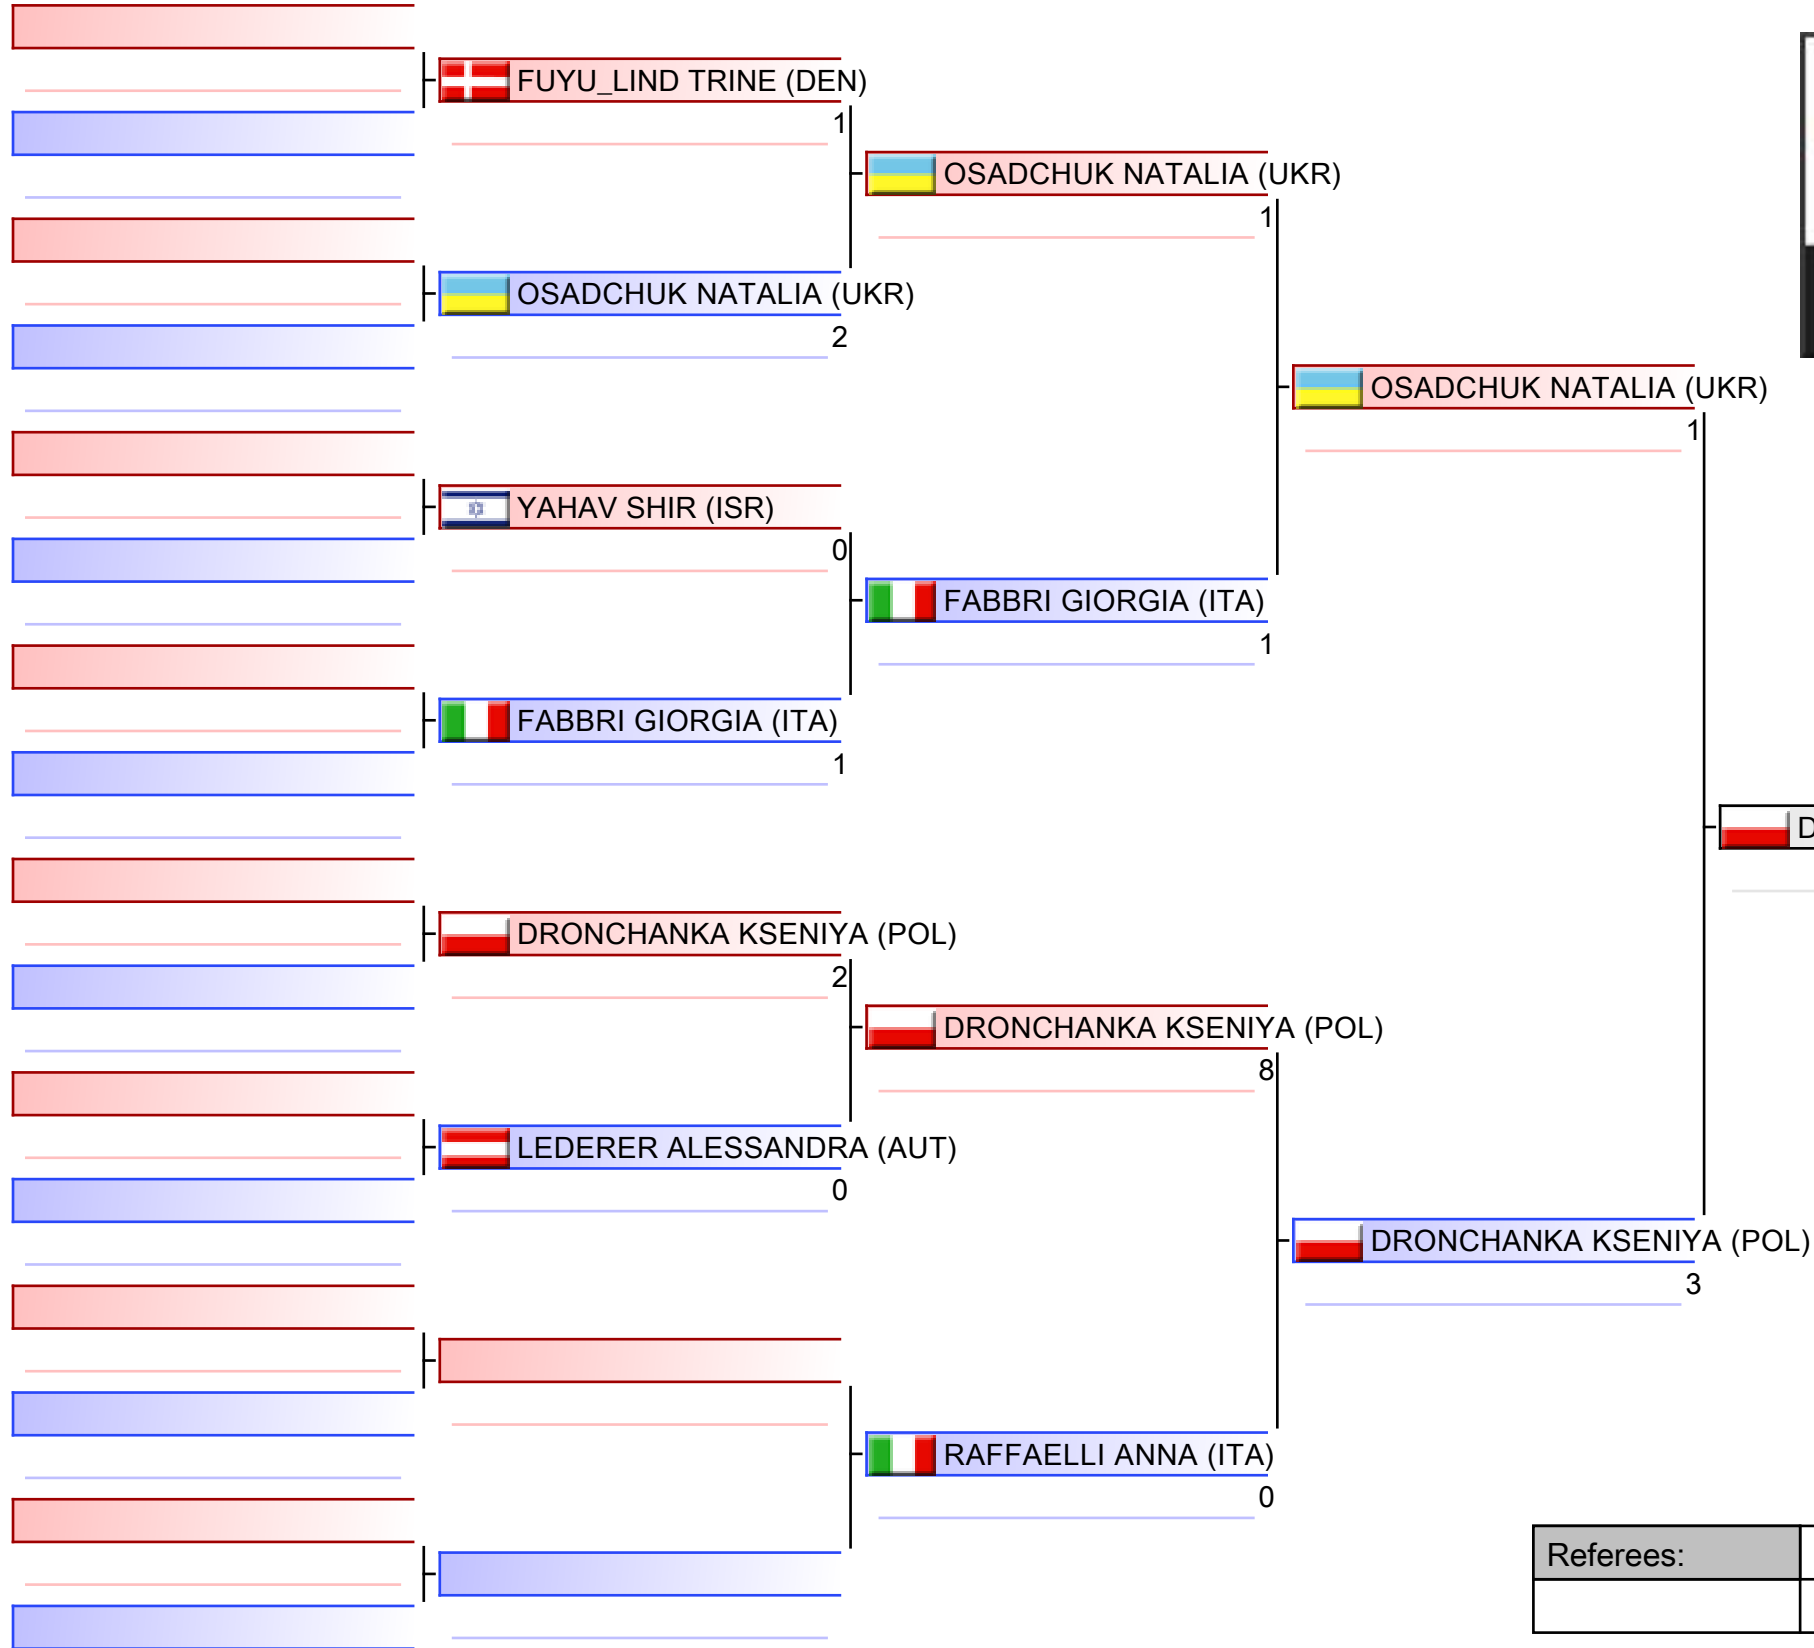 FUYU_LIND TRINE (DEN)
1
OSADCHUK NATALIA (UKR)
1
OSADCHUK NATALIA (UKR)
2
OSADCHUK NATALIA (UKR)
1
YAHAV SHIR (ISR)
0
FABBRI GIORGIA (ITA)
1
FABBRI GIORGIA (ITA)
1
D
DRONCHANKA KSENIYA (POL)
2
DRONCHANKA KSENIYA (POL)
8
LEDERER ALESSANDRA (AUT)
0
DRONCHANKA KSENIYA (POL)
3
RAFFAELLI ANNA (ITA)
0
Referees: